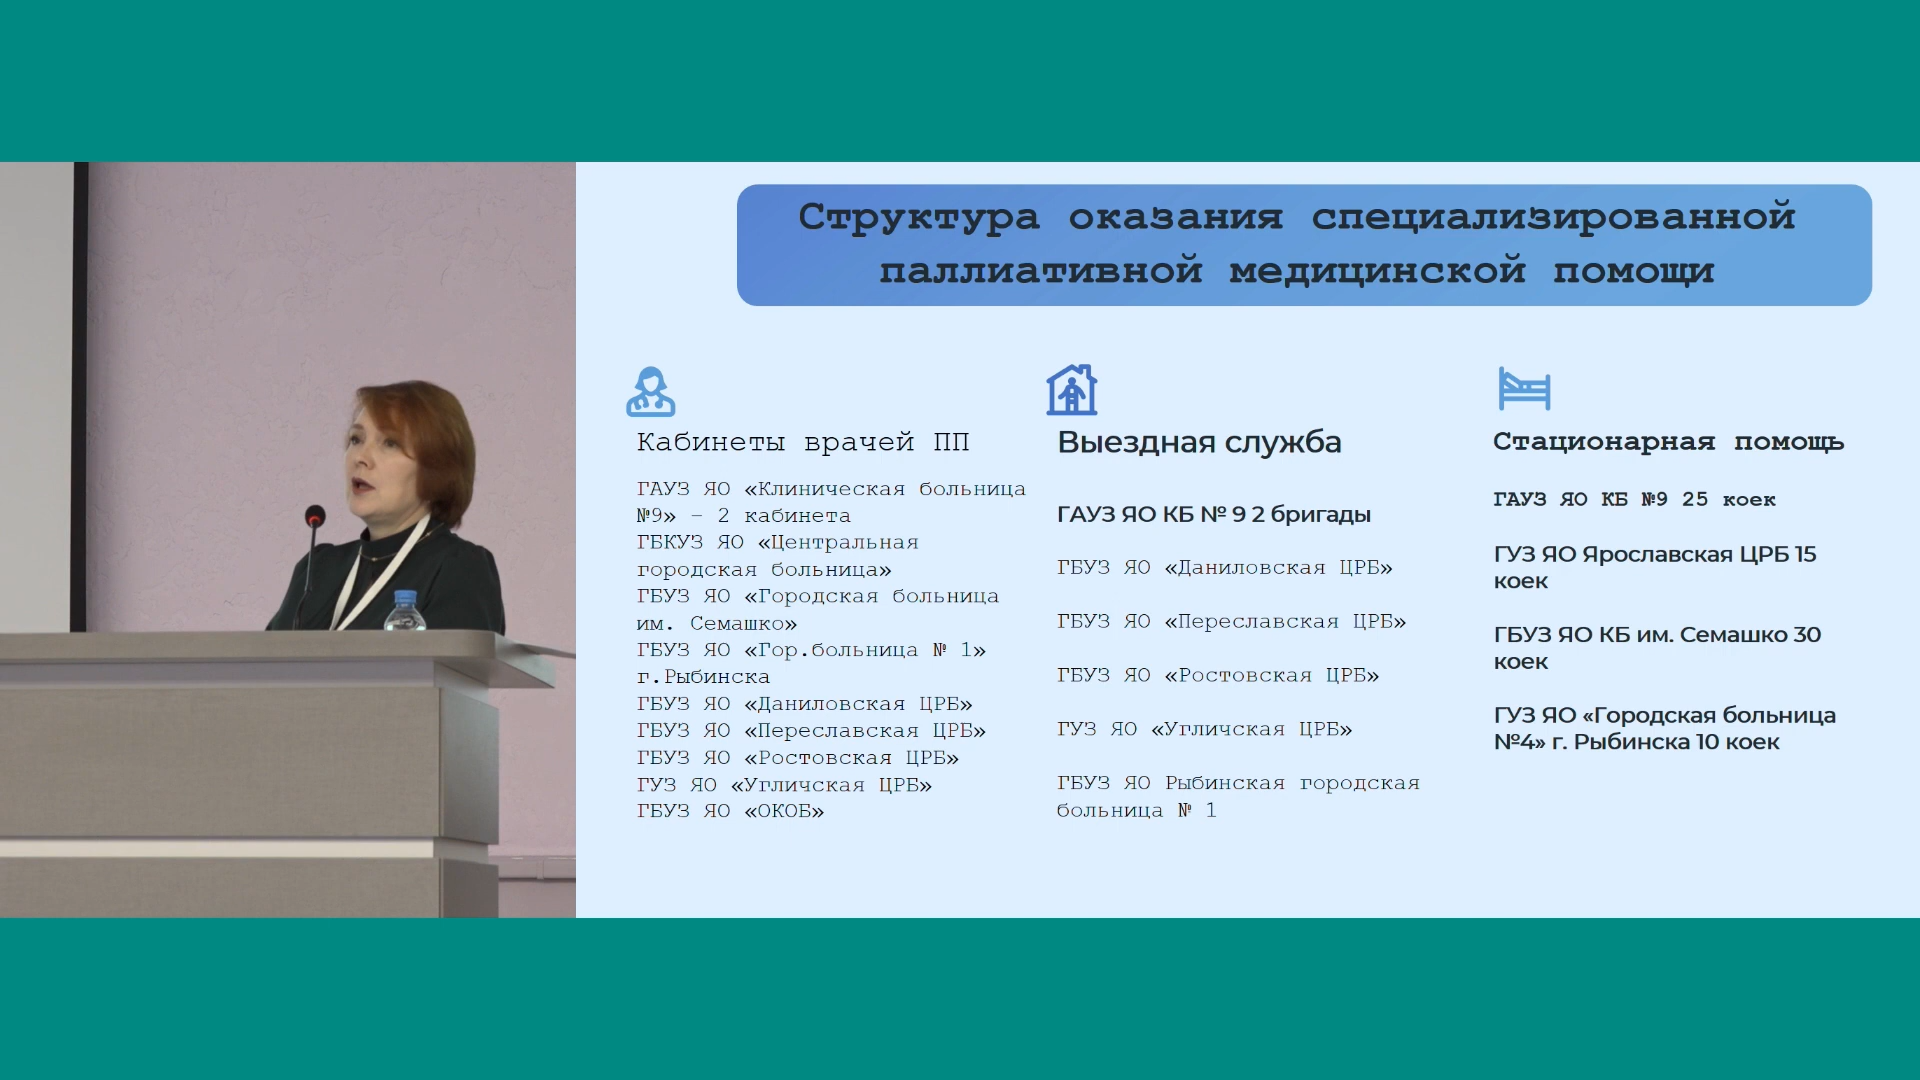 Структура оказания специализированной
паллиативной медицинской помощи
Кабинеты врачей ПП
ГАУЗ ЯО «Клиническая больница
№9» – 2 кабинета
ГБКУЗ ЯО «Центральная
городская больница»
ГБУЗ ЯО «Городская больница
им. Семашко»
ГБУЗ ЯО «Гор.больница № 1»
г.Рыбинска
ГБУЗ ЯО «Даниловская ЦРБ»
ГБУЗ ЯО «Переславская ЦРБ»
ГБУЗ ЯО «Ростовская ЦРБ»
ГУЗ ЯО «Угличская ЦРБ»
ГБУЗ ЯО «ОКОБ»
Выездная служба
ГАУЗ ЯО КБ № 9 2 бригады
ГБУЗ ЯО «Даниловская ЦРБ»
ГБУЗ ЯО «Переславская ЦРБ»
ГБУЗ ЯО «Ростовская ЦРБ»
ГУЗ ЯО «Угличская ЦРБ»
ГБУЗ ЯО Рыбинская городская
больница № 1
Стационарная помощь
ГАУЗ ЯО КБ №9 25 коек
ГУЗ ЯО Ярославская ЦРБ 15
коек
ГБУЗ ЯО КБ им. Семашко 30
коек
ГУЗ ЯО «Городская больница
№4» г. Рыбинска 10 коек